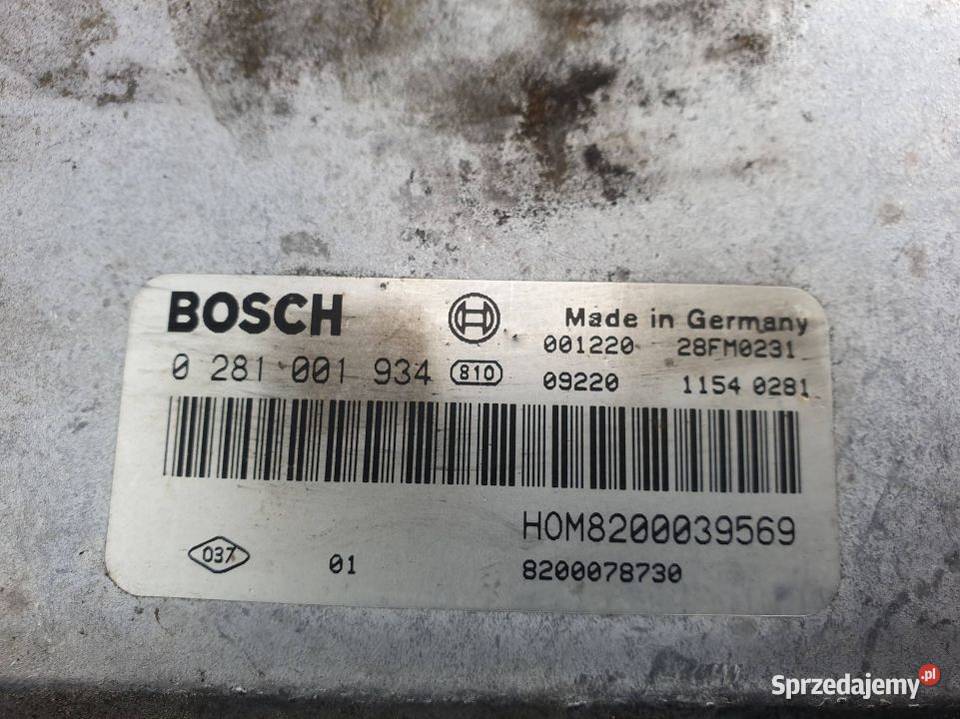 BOSCH
Made in Germany
0 281 001 934 810
001220 28FM0231
09220 1154 0281
HOM8200039569
037 01 8200078730
Sprzedajemy.pl